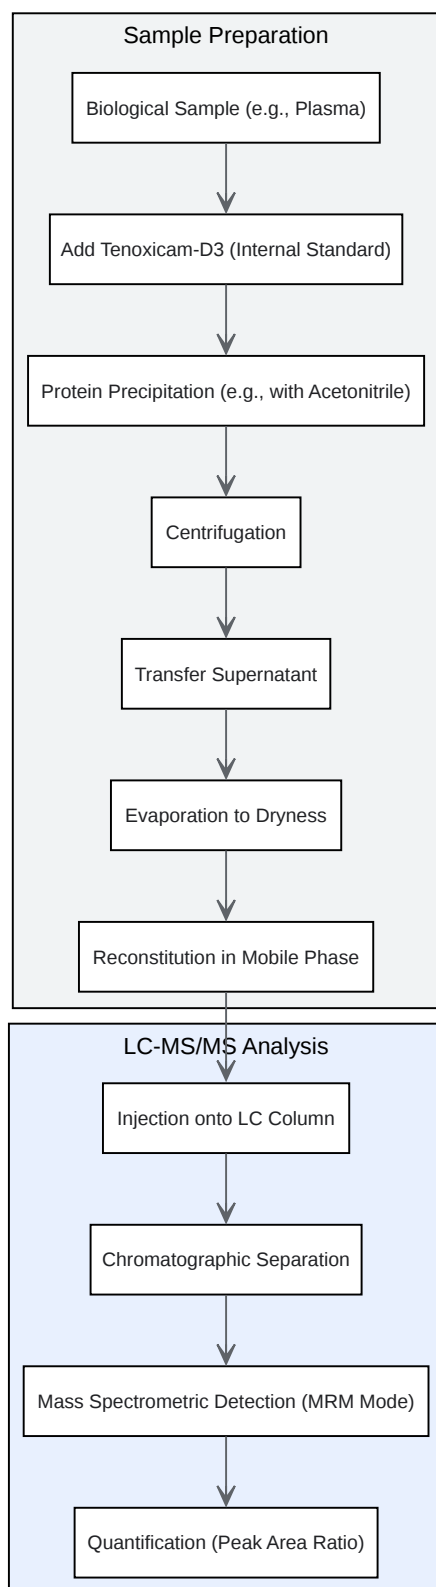 Sample Preparation
Biological Sample (e.g., Plasma)
Add Tenoxicam-D3 (Internal Standard)
Protein Precipitation (e.g., with Acetonitrile)
Centrifugation
Transfer Supernatant
Evaporation to Dryness
Reconstitution in Mobile Phase
LC-MS/MS Analysis
Injection onto LC Column
Chromatographic Separation
Mass Spectrometric Detection (MRM Mode)
Quantification (Peak Area Ratio)